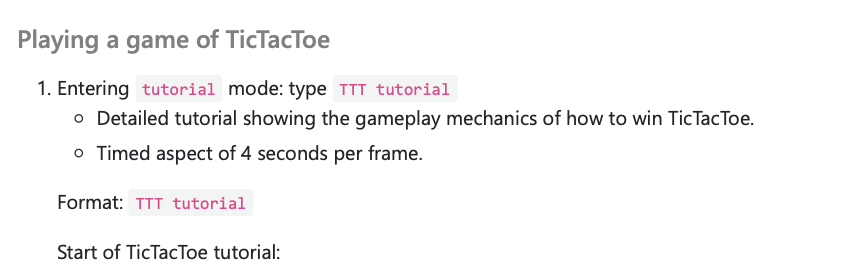 Playing a game of TicTacToe
1. Entering tutorial mode: type TTT tutorial
Detailed tutorial showing the gameplay mechanics of how to win TicTacToe.
Timed aspect of 4 seconds per frame.
Format: TTT tutorial
Start of TicTacToe tutorial: